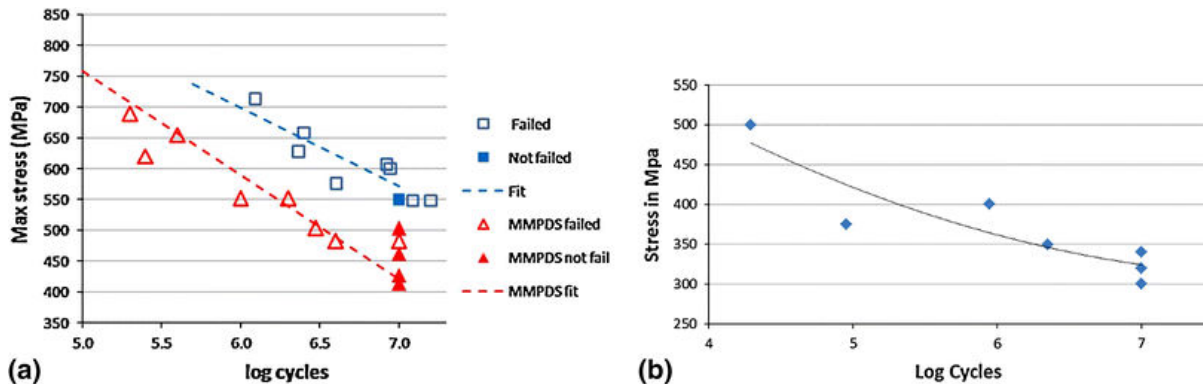 850
800
750
700
650
600
550
500
450
400
350
5.0 5.5 6.0 6.5 7.0
Max stress (MPa)
log cycles
(a)
Failed
Not failed
Fit
MMPDS failed
MMPDS not fail
MMPDS fit
550
500
450
400
350
300
250
4 5 6 7
Stress in Mpa
Log Cycles
(b)